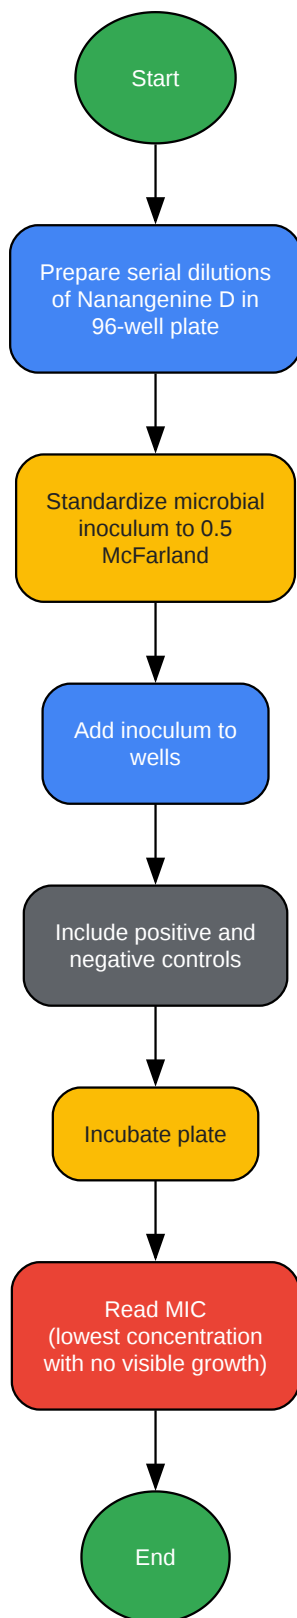 Start
Prepare serial dilutions
of Nanangenine D in
96-well plate
Standardize microbial
inoculum to 0.5
McFarland
Add inoculum to
wells
Include positive and
negative controls
Incubate plate
Read MIC
(lowest concentration
with no visible growth)
End